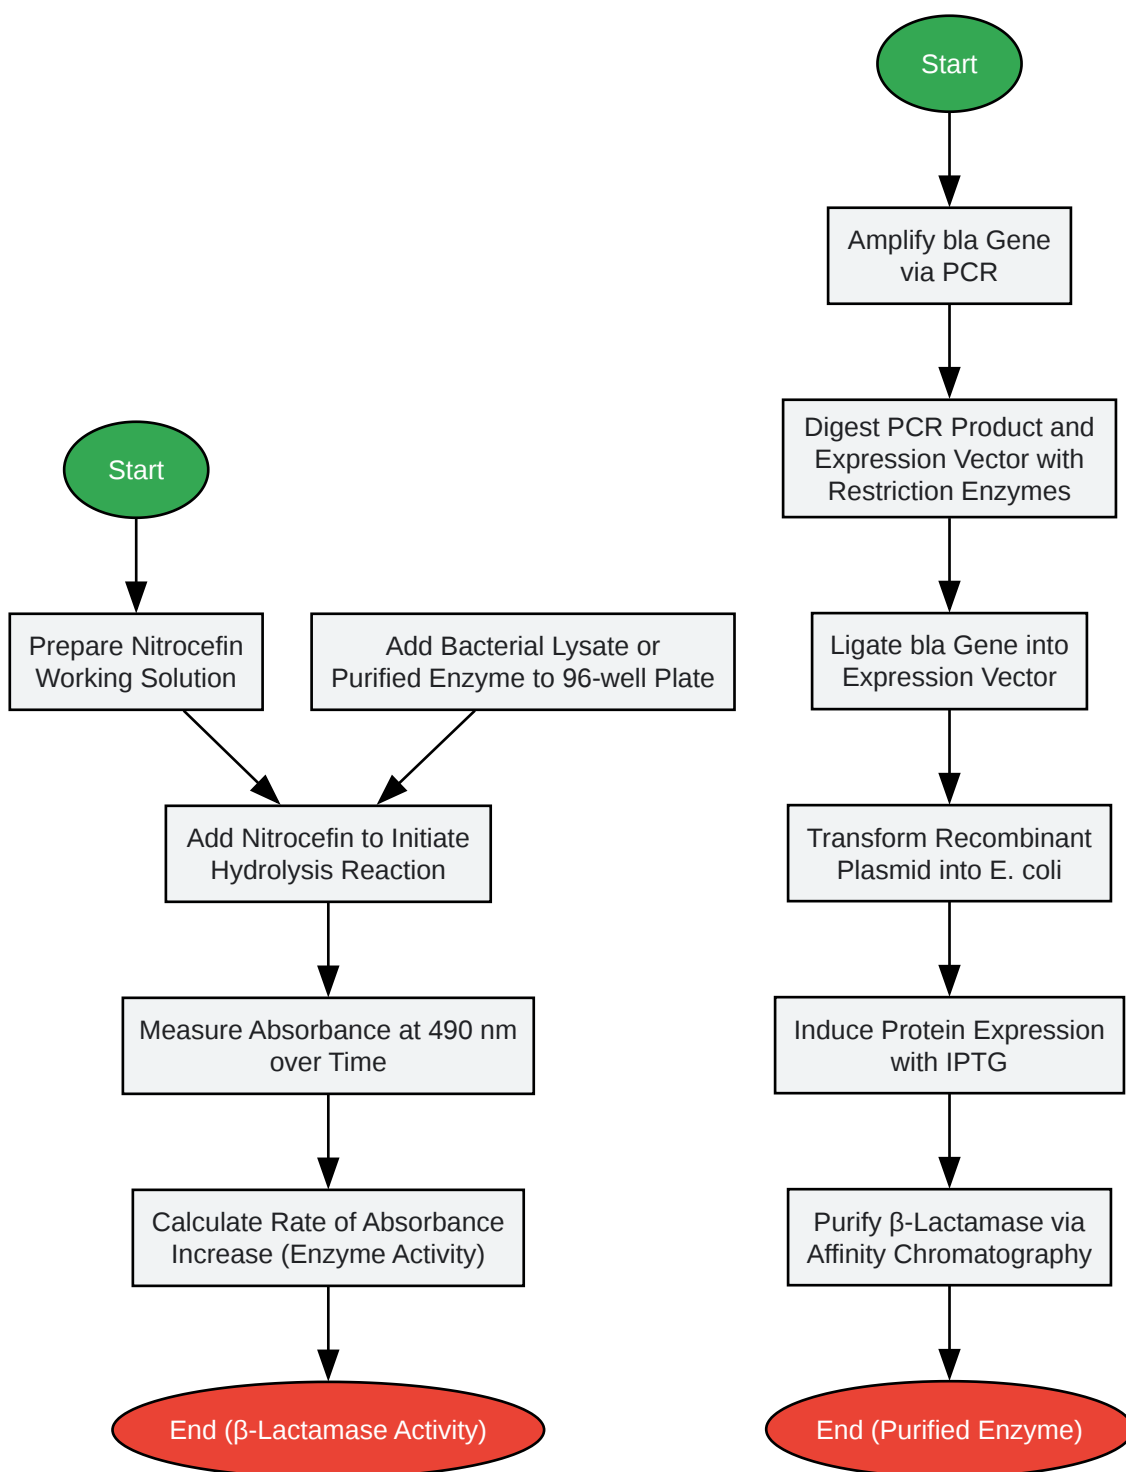 Start
Prepare Nitrocefin
Working Solution
Add Bacterial Lysate or
Purified Enzyme to 96-well Plate
Add Nitrocefin to Initiate
Hydrolysis Reaction
Measure Absorbance at 490 nm
over Time
Calculate Rate of Absorbance
Increase (Enzyme Activity)
End (β-Lactamase Activity)
Start
Amplify bla Gene
via PCR
Digest PCR Product and
Expression Vector with
Restriction Enzymes
Ligate bla Gene into
Expression Vector
Transform Recombinant
Plasmid into E. coli
Induce Protein Expression
with IPTG
Purify β-Lactamase via
Affinity Chromatography
End (Purified Enzyme)